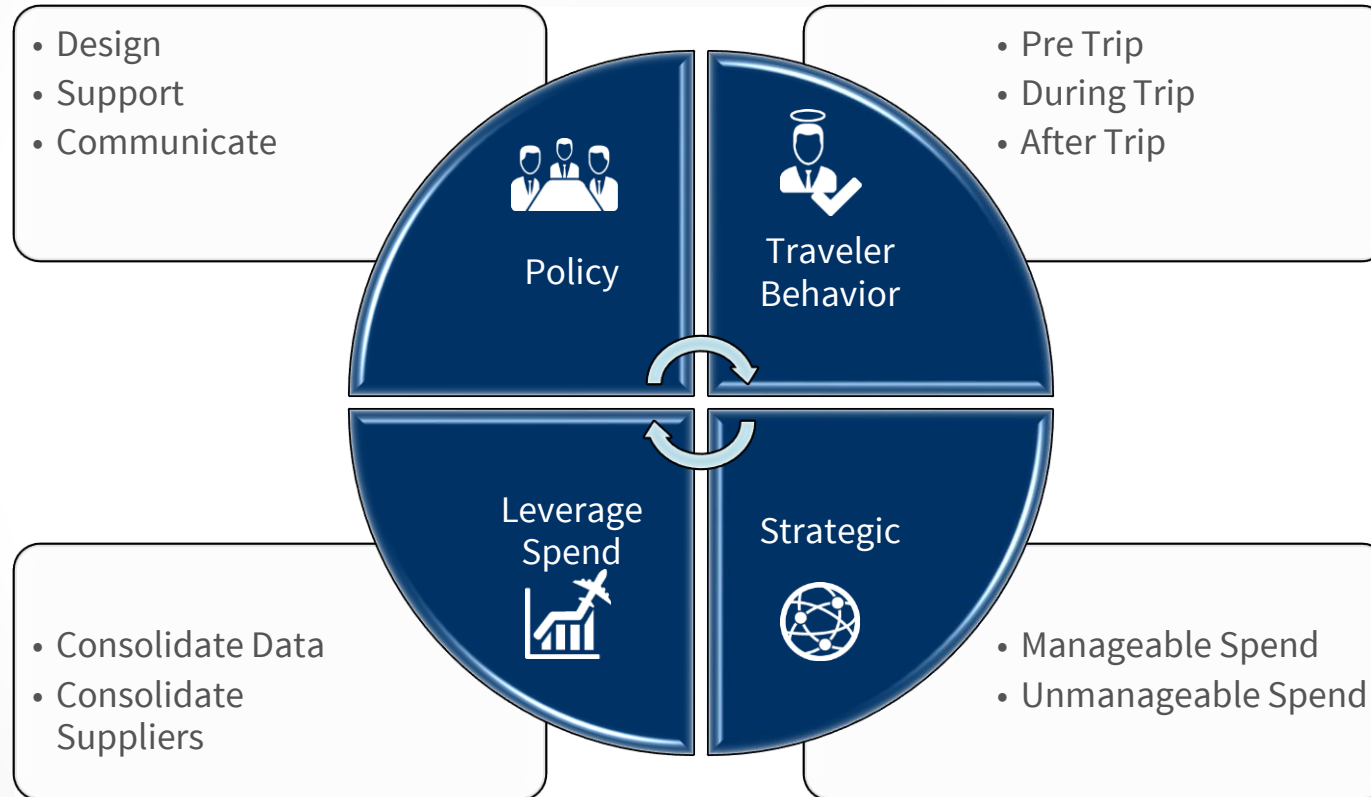 • Design
• Support
• Communicate
• Pre Trip
• During Trip
• After Trip
Policy
Traveler
Behavior
Leverage
Spend
Strategic
• Consolidate Data
• Consolidate
Suppliers
• Manageable Spend
• Unmanageable Spend